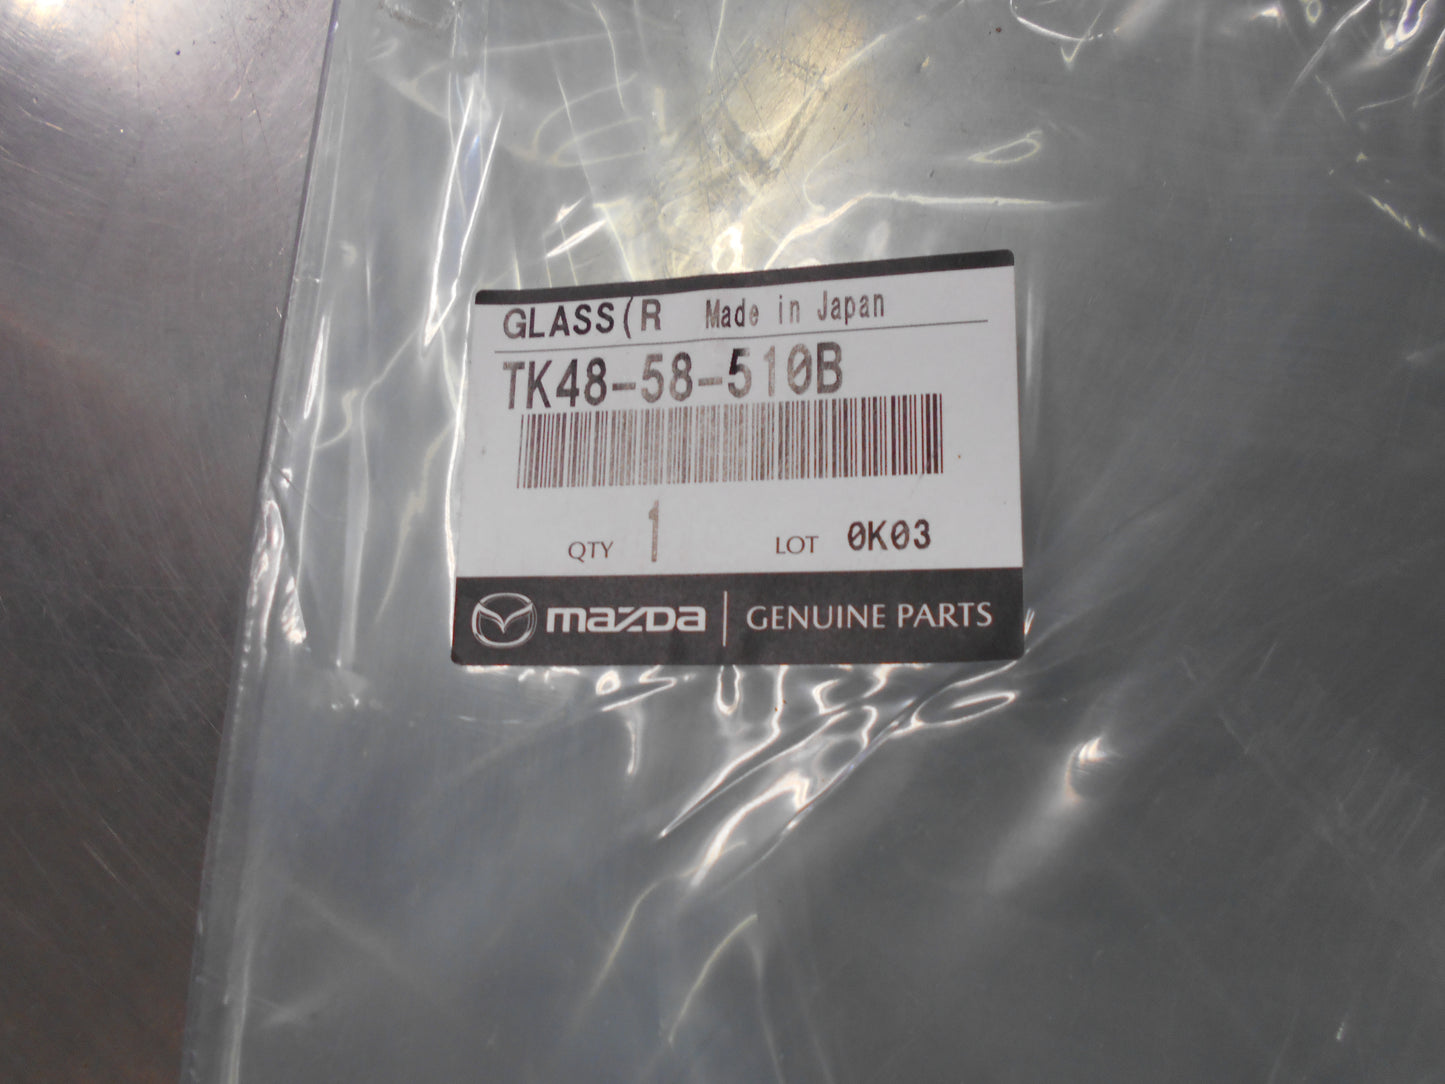 GLASS(R Made in Japan
TK48-58-510B
QTY 1 LOT 0K03
mazda GENUINE PARTS